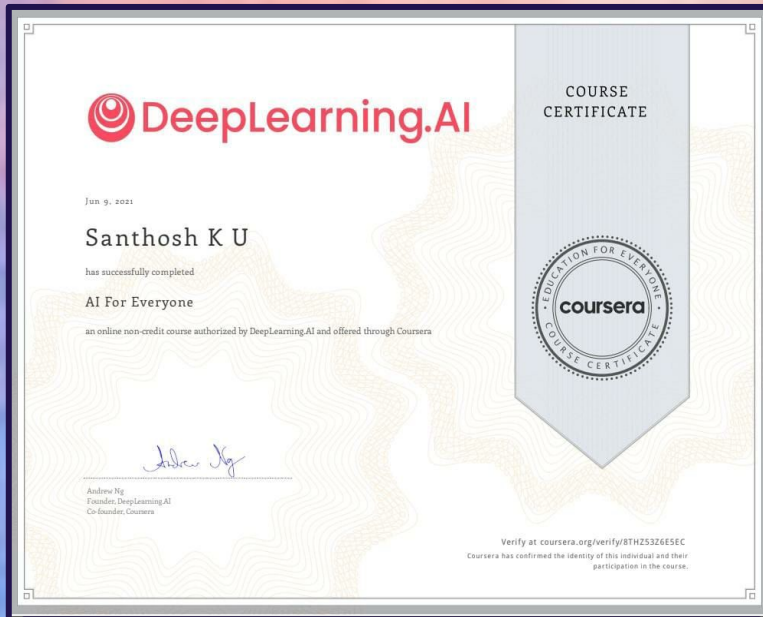 DeepLearning.AI
COURSE
CERTIFICATE
Jun 9, 2021
Santhosh K U
has successfully completed
AI For Everyone
an online non-credit course authorized by DeepLearning.AI and offered through Coursera
EDUCATION FOR EVERYONE
coursera
COURSE CERTIFICATE
Andrew Ng
Andrew Ng
Founder, DeepLearning.AI
Co-founder, Coursera
Verify at coursera.org/verify/8THZ53Z6E5EC
Coursera has confirmed the identity of this individual and their
participation in the course.